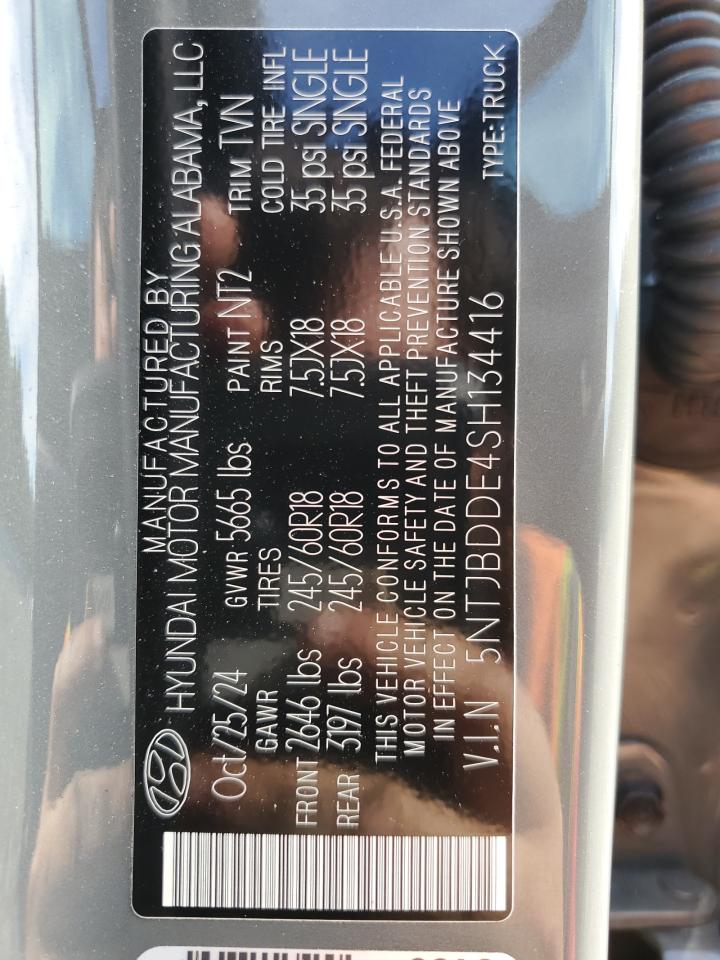 MANUFACTURED BY
HYUNDAI MOTOR MANUFACTURING ALABAMA, LLC
Oct/25/24 GVWR 5665 lbs PAINT NT2 TRIM TVN
GAWR TIRES RIMS COLD TIRE INFL
FRONT 2646 lbs 245/60R18 7.5JX18 35 psi SINGLE
REAR 3197 lbs 245/60R18 7.5JX18 35 psi SINGLE
THIS VEHICLE CONFORMS TO ALL APPLICABLE U.S.A. FEDERAL
MOTOR VEHICLE SAFETY AND THEFT PREVENTION STANDARDS
IN EFFECT ON THE DATE OF MANUFACTURE SHOWN ABOVE
V.I.N 5NTJBDDE4SH134416 TYPE:TRUCK